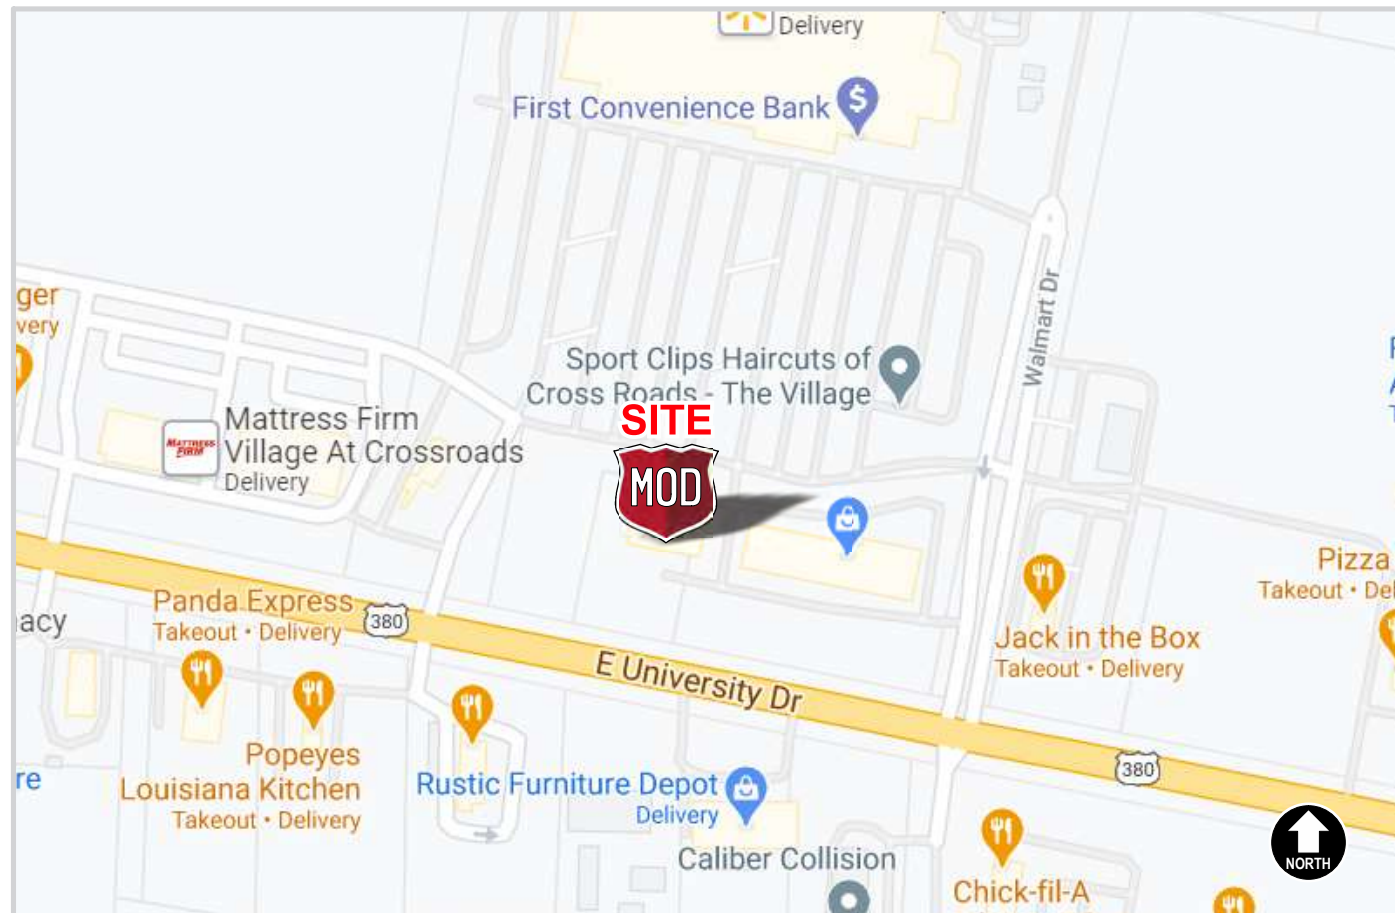 Delivery
First Convenience Bank
Walmart Dr
ger
very
Sport Clips Haircuts of
Cross Roads - The Village
SITE
MOD
Mattress Firm
Village At Crossroads
Delivery
MATTRESS
FIRM
Pizza
Takeout • Del
Panda Express
Takeout • Delivery
380
acy
Jack in the Box
Takeout • Delivery
E University Dr
Popeyes
Louisiana Kitchen
Takeout • Delivery
re
Rustic Furniture Depot
Delivery
380
Caliber Collision
Chick-fil-A
NORTH